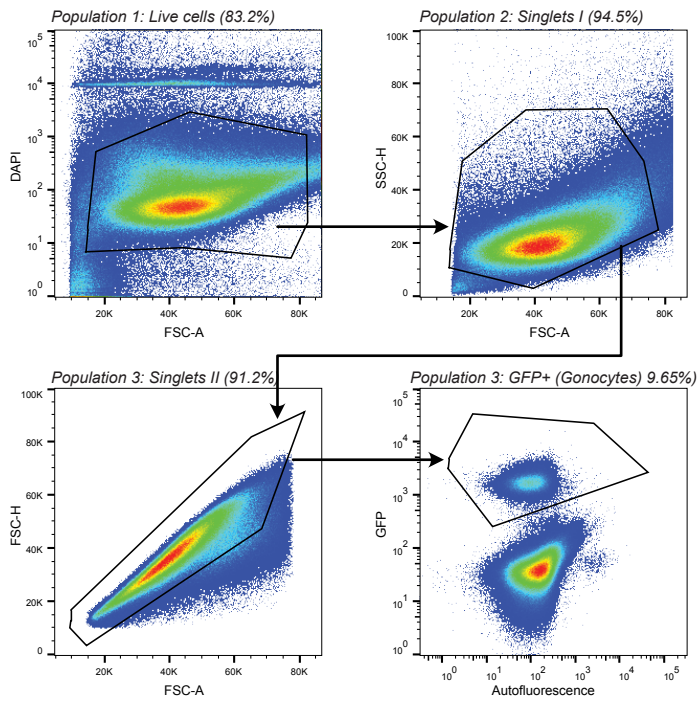 Population 1: Live cells (83.2%)
10^5
10^4
10^3
10^2
10^1
10^0
DAPI
20K
40K
60K
80K
FSC-A
Population 2: Singlets I (94.5%)
100K
80K
60K
40K
20K
0
SSC-H
20K
40K
60K
80K
FSC-A
Population 3: Singlets II (91.2%)
100K
80K
60K
40K
20K
0
FSC-H
20K
40K
60K
80K
FSC-A
Population 3: GFP+ (Gonocytes) 9.65%)
10^5
10^4
10^3
10^2
10^1
10^0
GFP
10^0
10^1
10^2
10^3
10^4
10^5
Autofluorescence